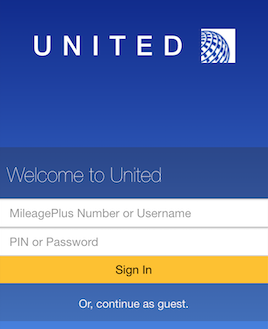 UNITED
Welcome to United
MileagePlus Number or Username
PIN or Password
Sign In
Or, continue as guest.